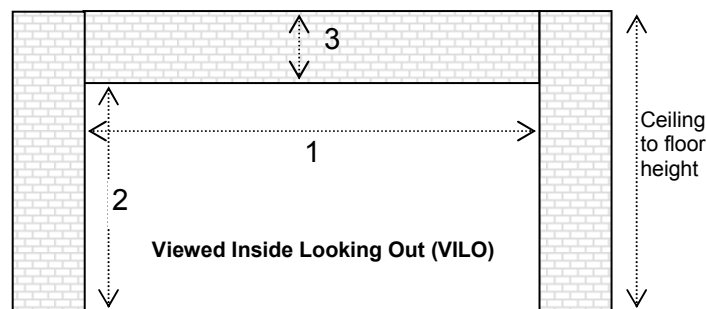 3
1
Ceiling
to floor
height
2
Viewed Inside Looking Out (VILO)